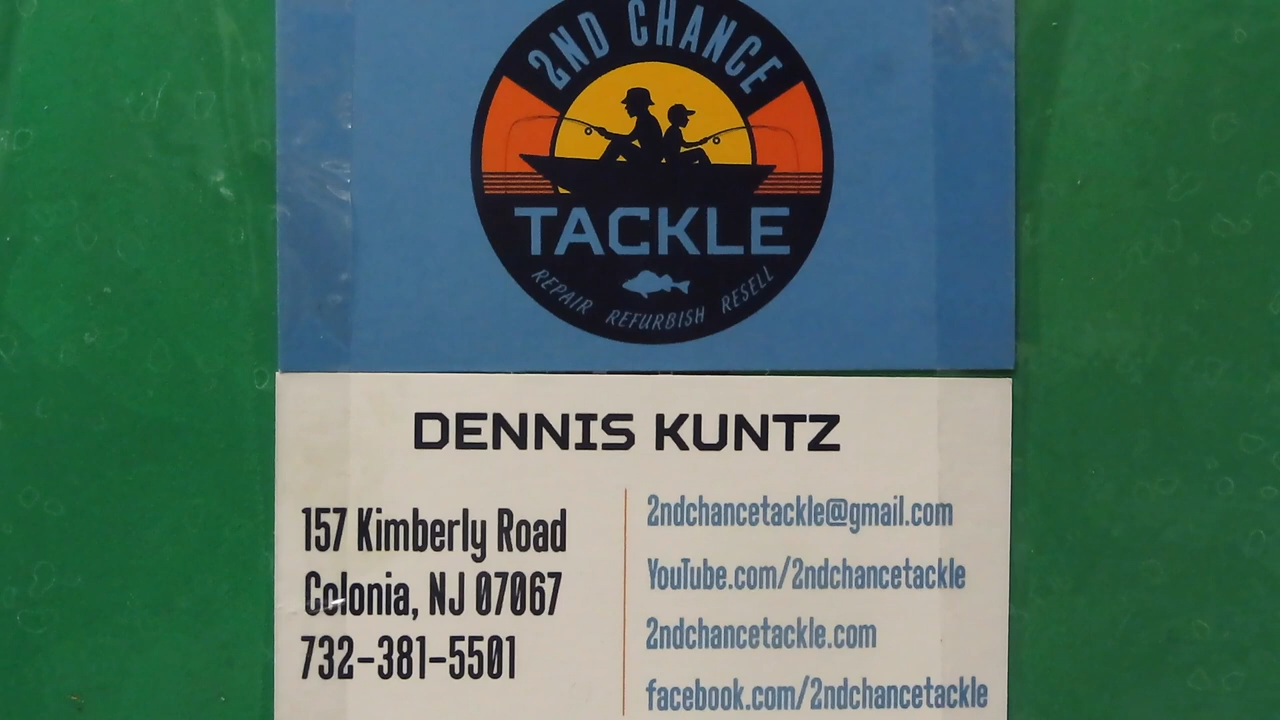 2ND CHANCE
TACKLE
REPAIR REFURBISH RESELL
DENNIS KUNTZ
157 Kimberly Road
Colonia, NJ 07067
732-381-5501
2ndchancetackle@gmail.com
YouTube.com/2ndchancetackle
2ndchancetackle.com
facebook.com/2ndchancetackle